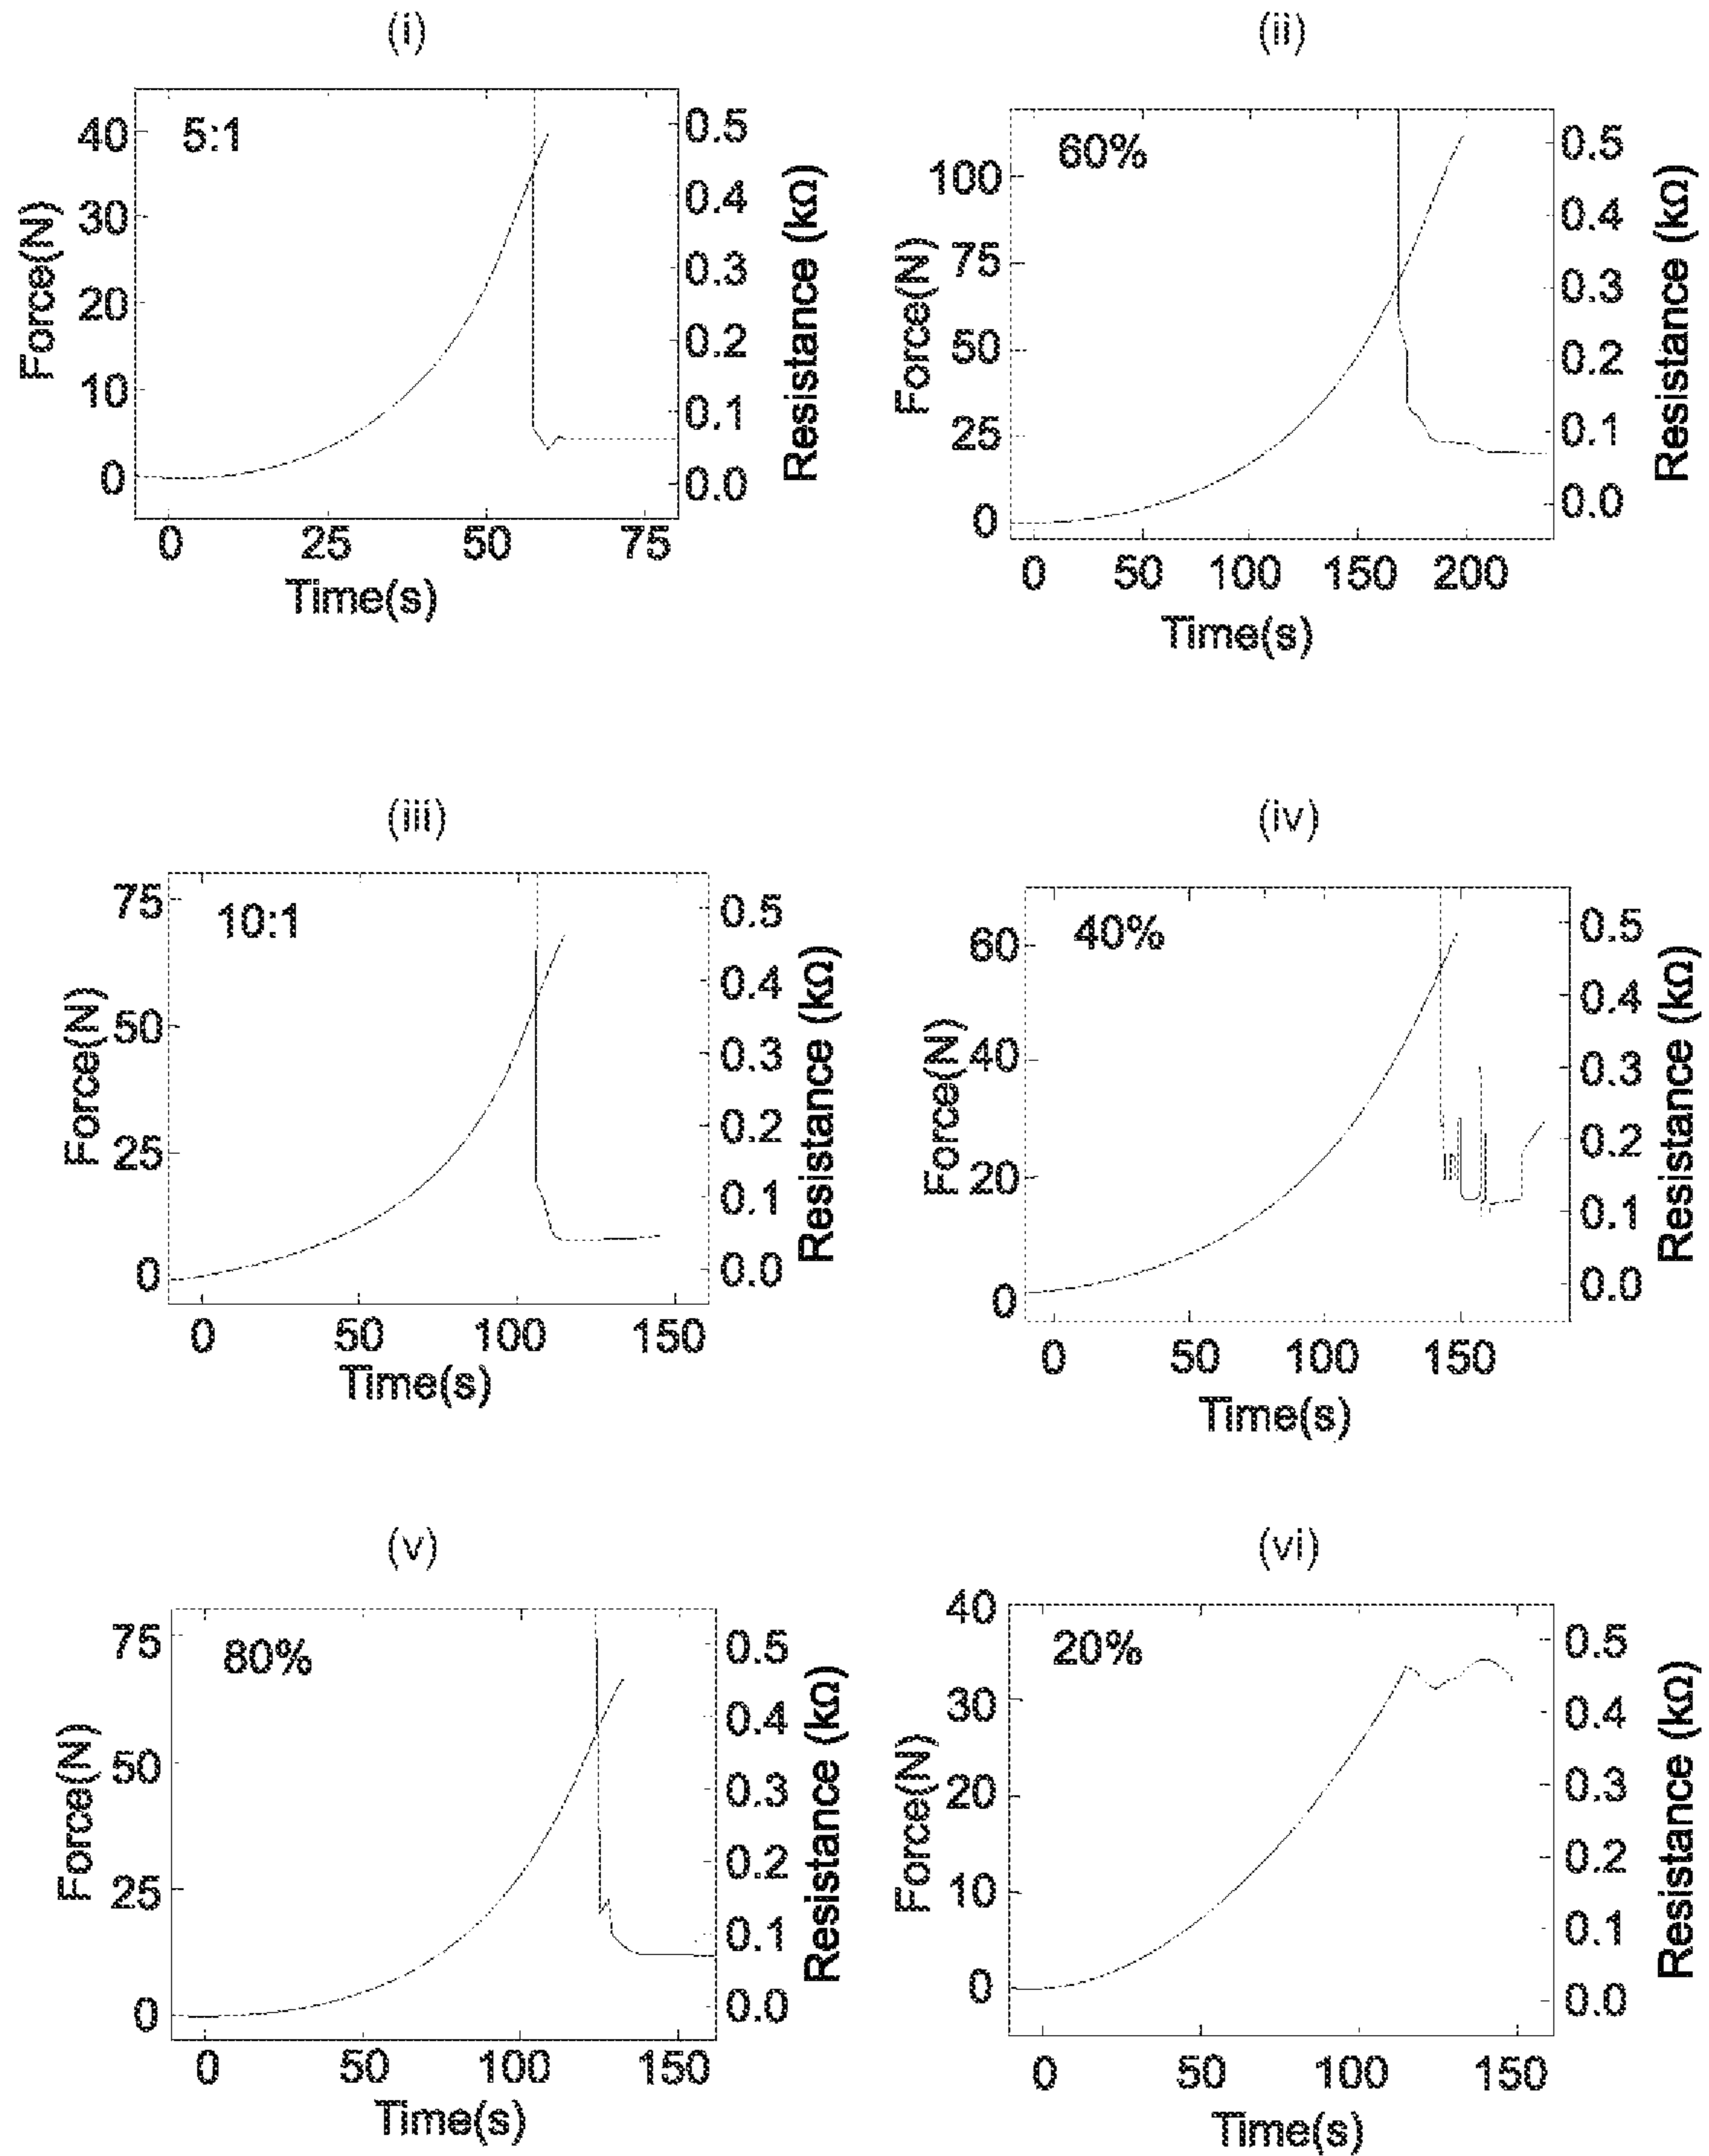 (i)
5:1
40
30
20
10
0
Force(N)
0.5
0.4
0.3
0.2
0.1
0.0
Resistance (kΩ)
0 25 50 75
Time(s)
(ii)
60%
100
75
50
25
0
Force(N)
0.5
0.4
0.3
0.2
0.1
0.0
Resistance (kΩ)
0 50 100 150 200
Time(s)
(iii)
10:1
75
50
25
0
Force(N)
0.5
0.4
0.3
0.2
0.1
0.0
Resistance (kΩ)
0 50 100 150
Time(s)
(iv)
40%
60
40
20
0
Force(N)
0.5
0.4
0.3
0.2
0.1
0.0
Resistance (kΩ)
0 50 100 150
Time(s)
(v)
80%
75
50
25
0
Force(N)
0.5
0.4
0.3
0.2
0.1
0.0
Resistance (kΩ)
0 50 100 150
Time(s)
(vi)
20%
40
30
20
10
0
Force(N)
0.5
0.4
0.3
0.2
0.1
0.0
Resistance (kΩ)
0 50 100 150
Time(s)